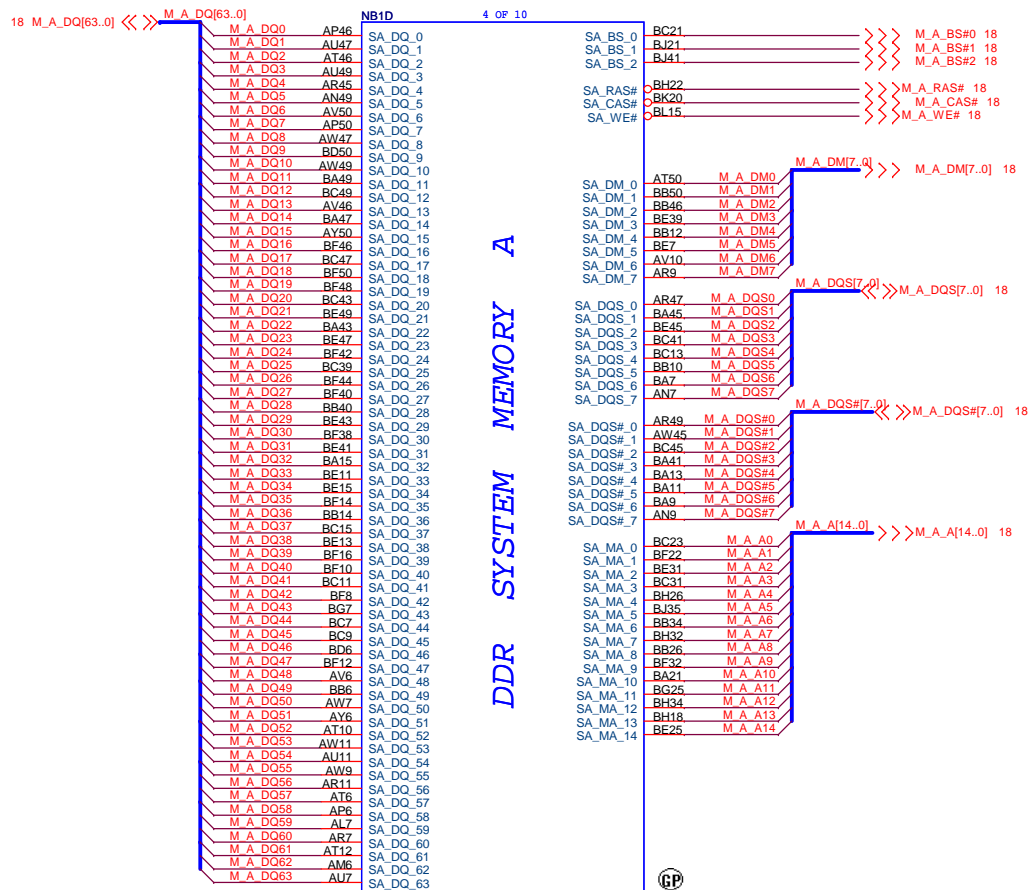 18 M_A_DQ[63..0]
M_A_DQ[63..0]
NB1D
4 OF 10
M_A_DQ0 AP46 SA_DQ_0
M_A_DQ1 AU47 SA_DQ_1
M_A_DQ2 AT46 SA_DQ_2
M_A_DQ3 AU49 SA_DQ_3
M_A_DQ4 AR45 SA_DQ_4
M_A_DQ5 AN49 SA_DQ_5
M_A_DQ6 AV50 SA_DQ_6
M_A_DQ7 AP50 SA_DQ_7
M_A_DQ8 AW47 SA_DQ_8
M_A_DQ9 BD50 SA_DQ_9
M_A_DQ10 AW49 SA_DQ_10
M_A_DQ11 BA49 SA_DQ_11
M_A_DQ12 BC49 SA_DQ_12
M_A_DQ13 AV46 SA_DQ_13
M_A_DQ14 BA47 SA_DQ_14
M_A_DQ15 AY50 SA_DQ_15
M_A_DQ16 BF46 SA_DQ_16
M_A_DQ17 BC47 SA_DQ_17
M_A_DQ18 BF50 SA_DQ_18
M_A_DQ19 BF48 SA_DQ_19
M_A_DQ20 BC43 SA_DQ_20
M_A_DQ21 BE49 SA_DQ_21
M_A_DQ22 BA43 SA_DQ_22
M_A_DQ23 BE47 SA_DQ_23
M_A_DQ24 BF42 SA_DQ_24
M_A_DQ25 BC39 SA_DQ_25
M_A_DQ26 BF44 SA_DQ_26
M_A_DQ27 BF40 SA_DQ_27
M_A_DQ28 BB40 SA_DQ_28
M_A_DQ29 BE43 SA_DQ_29
M_A_DQ30 BF38 SA_DQ_30
M_A_DQ31 BE41 SA_DQ_31
M_A_DQ32 BA15 SA_DQ_32
M_A_DQ33 BE11 SA_DQ_33
M_A_DQ34 BE15 SA_DQ_34
M_A_DQ35 BF14 SA_DQ_35
M_A_DQ36 BB14 SA_DQ_36
M_A_DQ37 BC15 SA_DQ_37
M_A_DQ38 BE13 SA_DQ_38
M_A_DQ39 BF16 SA_DQ_39
M_A_DQ40 BF10 SA_DQ_40
M_A_DQ41 BC11 SA_DQ_41
M_A_DQ42 BF8 SA_DQ_42
M_A_DQ43 BG7 SA_DQ_43
M_A_DQ44 BC7 SA_DQ_44
M_A_DQ45 BC9 SA_DQ_45
M_A_DQ46 BD6 SA_DQ_46
M_A_DQ47 BF12 SA_DQ_47
M_A_DQ48 AV6 SA_DQ_48
M_A_DQ49 BB6 SA_DQ_49
M_A_DQ50 AW7 SA_DQ_50
M_A_DQ51 AY6 SA_DQ_51
M_A_DQ52 AT10 SA_DQ_52
M_A_DQ53 AW11 SA_DQ_53
M_A_DQ54 AU11 SA_DQ_54
M_A_DQ55 AW9 SA_DQ_55
M_A_DQ56 AR11 SA_DQ_56
M_A_DQ57 AT6 SA_DQ_57
M_A_DQ58 AP6 SA_DQ_58
M_A_DQ59 AL7 SA_DQ_59
M_A_DQ60 AR7 SA_DQ_60
M_A_DQ61 AT12 SA_DQ_61
M_A_DQ62 AM6 SA_DQ_62
M_A_DQ63 AU7 SA_DQ_63
DDR SYSTEM MEMORY A
SA_BS_0 BC21 M_A_BS#0 18
SA_BS_1 BJ21 M_A_BS#1 18
SA_BS_2 BJ41 M_A_BS#2 18
SA_RAS# BH22 M_A_RAS# 18
SA_CAS# BK20 M_A_CAS# 18
SA_WE# BL15 M_A_WE# 18
M_A_DM[7..0] M_A_DM[7..0] 18
SA_DM_0 AT50 M_A_DM0
SA_DM_1 BB50 M_A_DM1
SA_DM_2 BB46 M_A_DM2
SA_DM_3 BE39 M_A_DM3
SA_DM_4 BB12 M_A_DM4
SA_DM_5 BE7 M_A_DM5
SA_DM_6 AV10 M_A_DM6
SA_DM_7 AR9 M_A_DM7
M_A_DQS[7..0] M_A_DQS[7..0] 18
SA_DQS_0 AR47 M_A_DQS0
SA_DQS_1 BA45 M_A_DQS1
SA_DQS_2 BE45 M_A_DQS2
SA_DQS_3 BC41 M_A_DQS3
SA_DQS_4 BC13 M_A_DQS4
SA_DQS_5 BB10 M_A_DQS5
SA_DQS_6 BA7 M_A_DQS6
SA_DQS_7 AN7 M_A_DQS7
M_A_DQS#[7..0] M_A_DQS#[7..0] 18
SA_DQS#_0 AR49 M_A_DQS#0
SA_DQS#_1 AW45 M_A_DQS#1
SA_DQS#_2 BC45 M_A_DQS#2
SA_DQS#_3 BA41 M_A_DQS#3
SA_DQS#_4 BA13 M_A_DQS#4
SA_DQS#_5 BA11 M_A_DQS#5
SA_DQS#_6 BA9 M_A_DQS#6
SA_DQS#_7 AN9 M_A_DQS#7
M_A_A[14..0] M_A_A[14..0] 18
SA_MA_0 BC23 M_A_A0
SA_MA_1 BF22 M_A_A1
SA_MA_2 BE31 M_A_A2
SA_MA_3 BC31 M_A_A3
SA_MA_4 BH26 M_A_A4
SA_MA_5 BJ35 M_A_A5
SA_MA_6 BB34 M_A_A6
SA_MA_7 BH32 M_A_A7
SA_MA_8 BB26 M_A_A8
SA_MA_9 BF32 M_A_A9
SA_MA_10 BA21 M_A_A10
SA_MA_11 BG25 M_A_A11
SA_MA_12 BH34 M_A_A12
SA_MA_13 BH18 M_A_A13
SA_MA_14 BE25 M_A_A14
GP